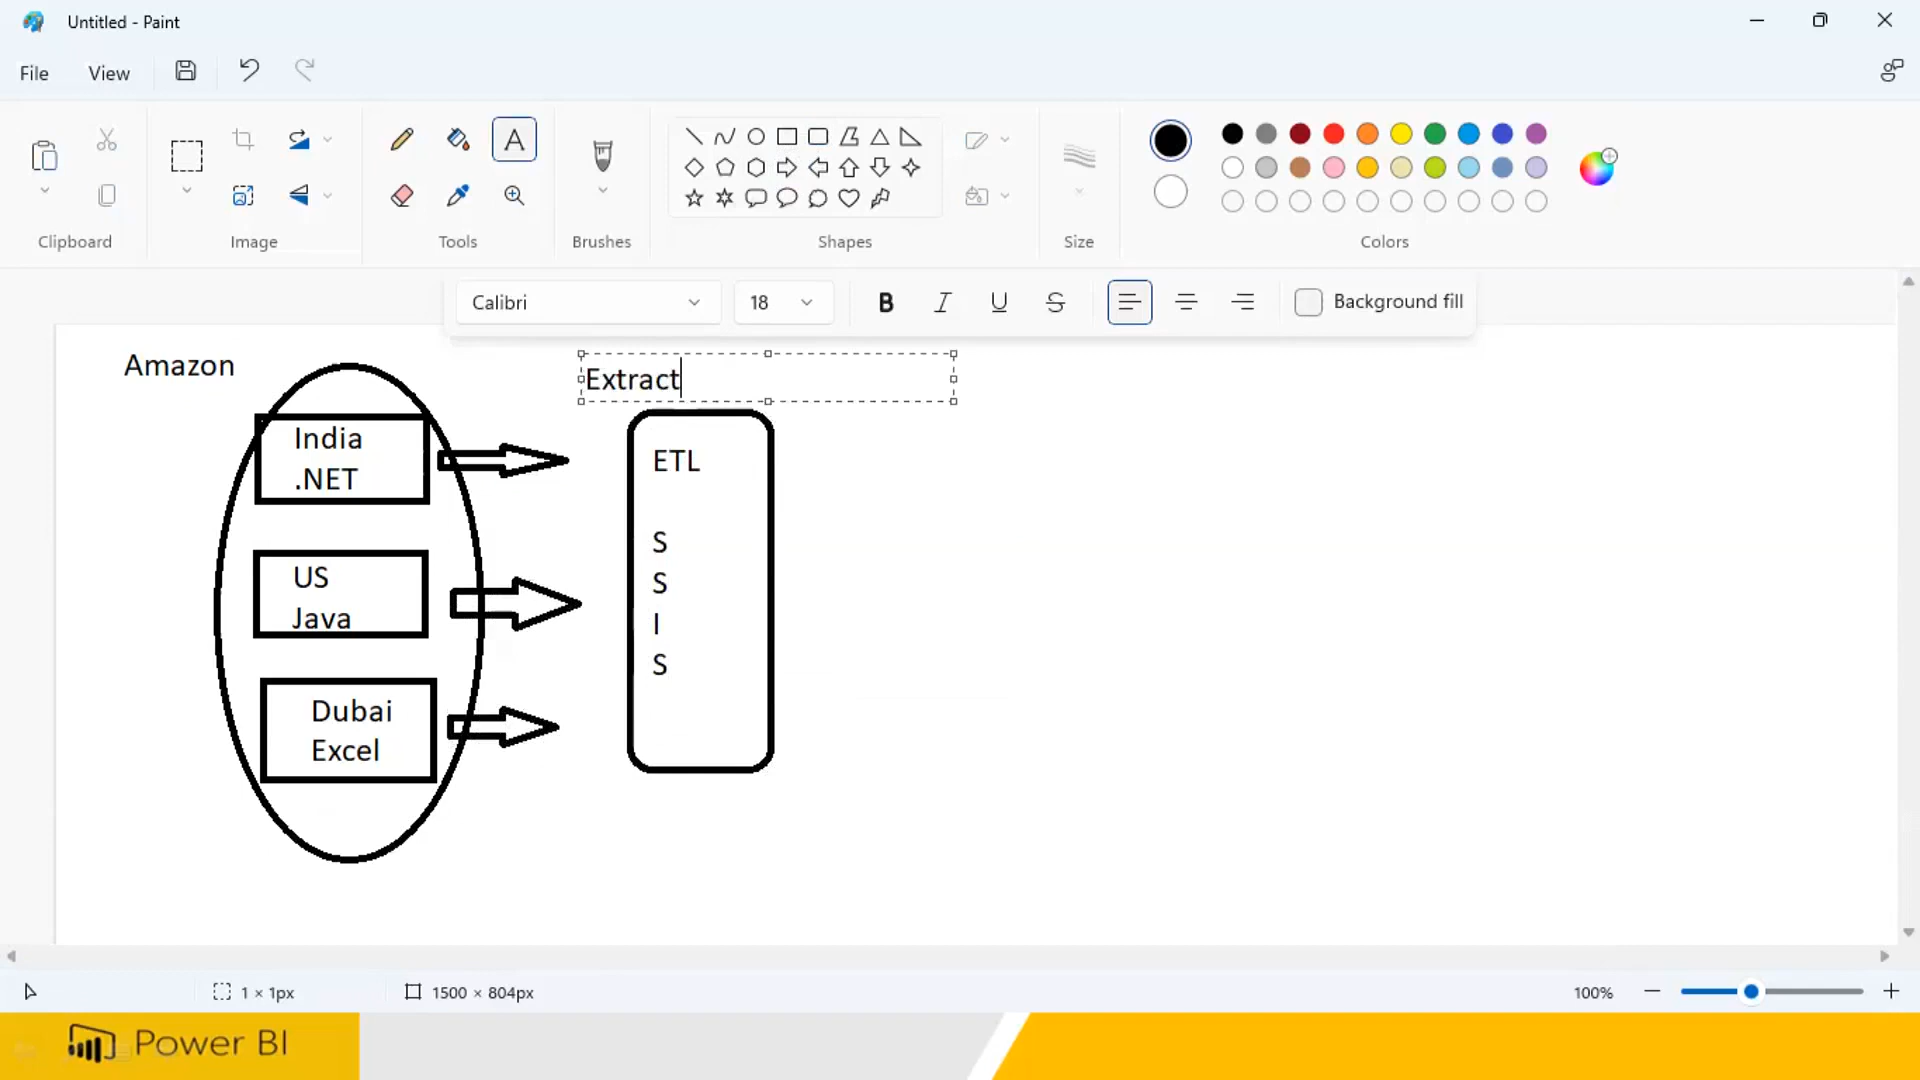 Untitled - Paint
File
View
Clipboard
Image
Tools
Brushes
Shapes
Size
Colors
Calibri
18
B
I
U
S
Background fill
Amazon
Extract
India
.NET
US
Java
Dubai
Excel
ETL
S
S
I
S
1 × 1px
1500 × 804px
100%
Power BI